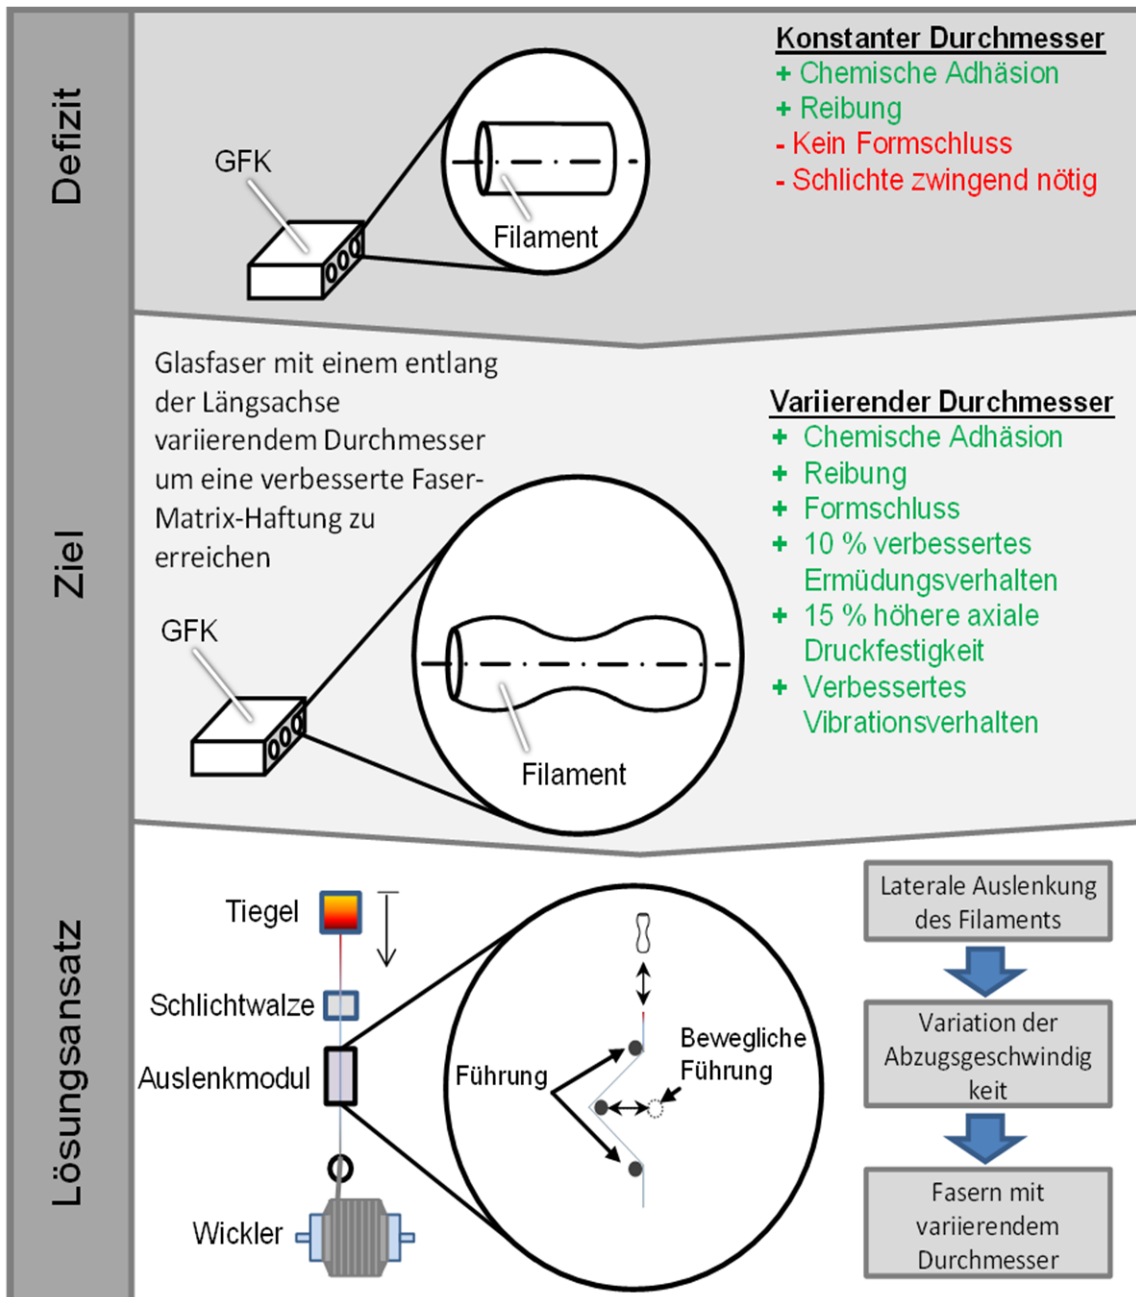 Defizit
GFK
Filament
Konstanter Durchmesser
+ Chemische Adhäsion
+ Reibung
- Kein Formschluss
- Schlichte zwingend nötig
Ziel
Glasfaser mit einem entlang
der Längsachse
variierendem Durchmesser
um eine verbesserte Faser-
Matrix-Haftung zu
erreichen
GFK
Filament
Variierender Durchmesser
+ Chemische Adhäsion
+ Reibung
+ Formschluss
+ 10 % verbessertes
Ermüdungsverhalten
+ 15 % höhere axiale
Druckfestigkeit
+ Verbessertes
Vibrationsverhalten
Lösungsansatz
Tiegel
Schlichtwalze
Auslenkmodul
Wickler
Führung
Bewegliche
Führung
Laterale Auslenkung
des Filaments
Variation der
Abzugsgeschwindig
keit
Fasern mit
variierendem
Durchmesser